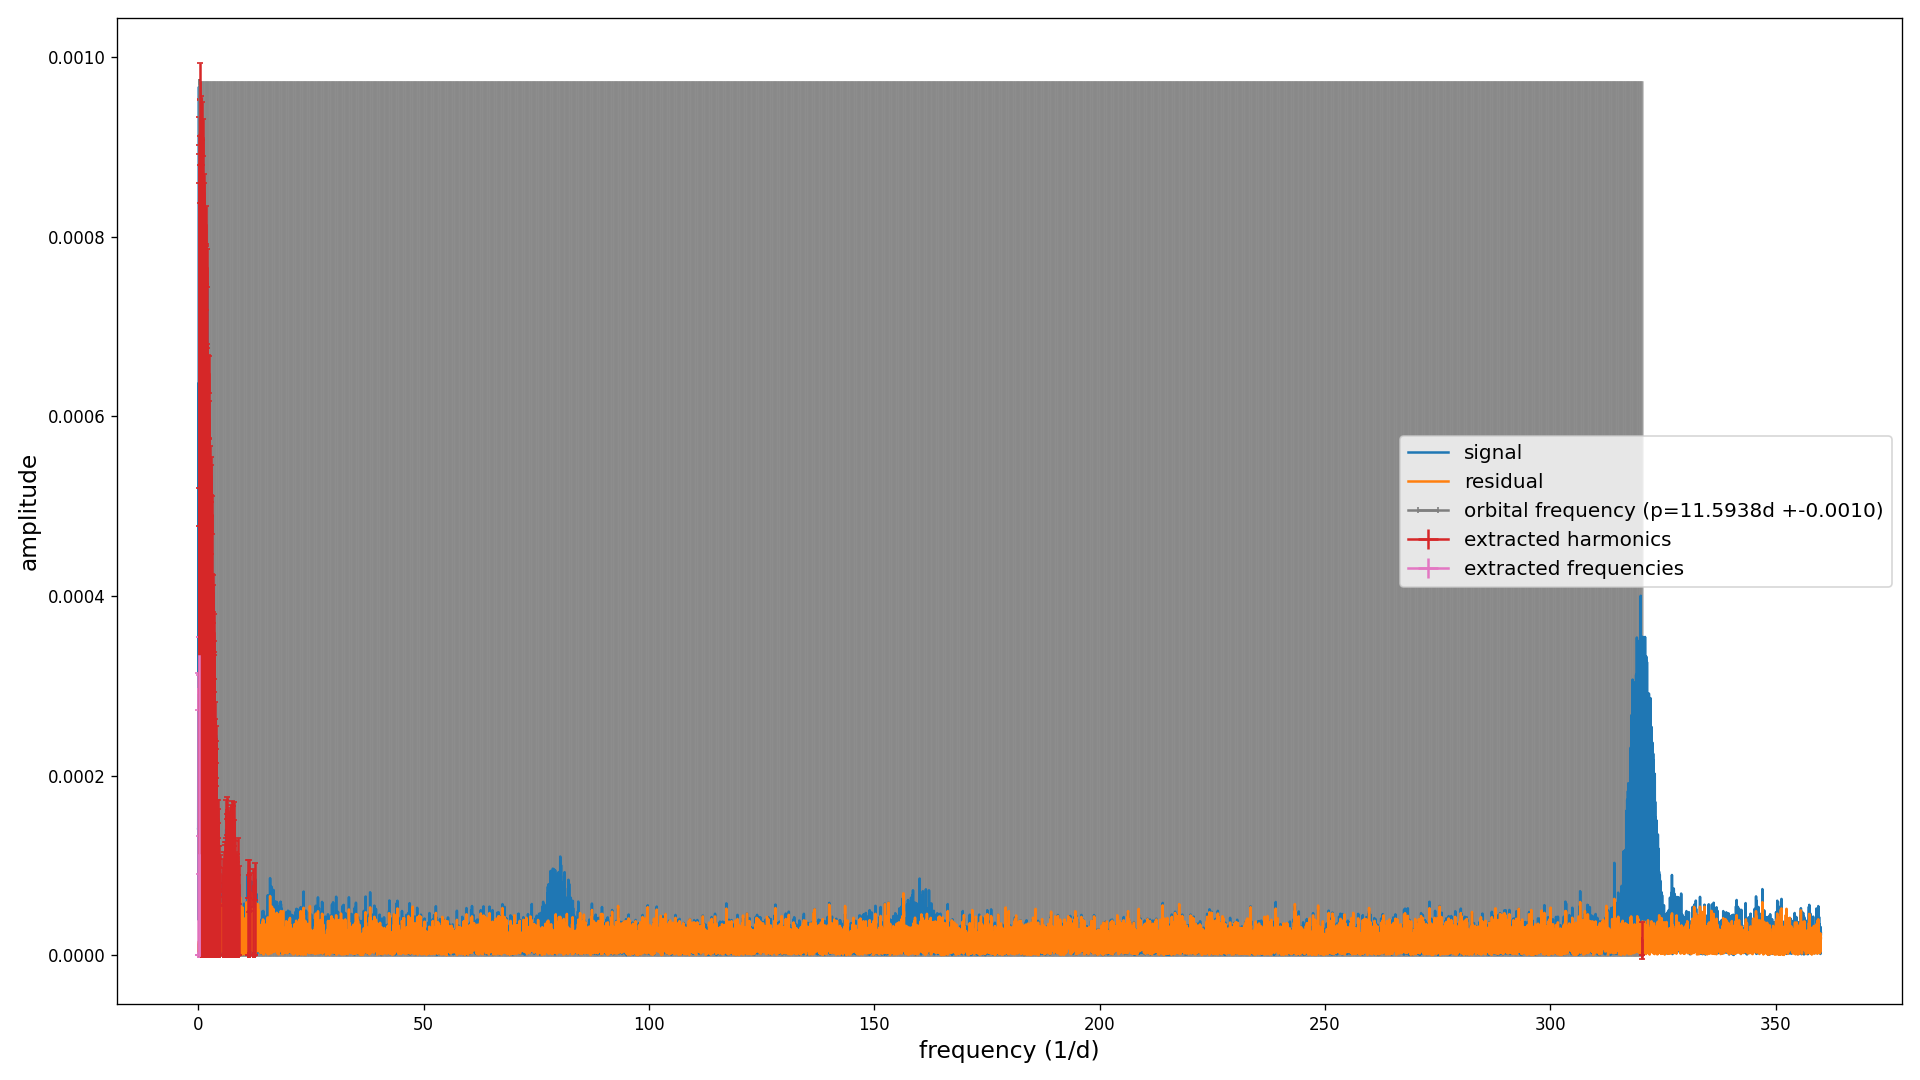 0.0010
0.0008
0.0006
0.0004
0.0002
0.0000
amplitude
signal
residual
orbital frequency (p=11.5938d +-0.0010)
extracted harmonics
extracted frequencies
0 50 100 150 200 250 300 350
frequency (1/d)